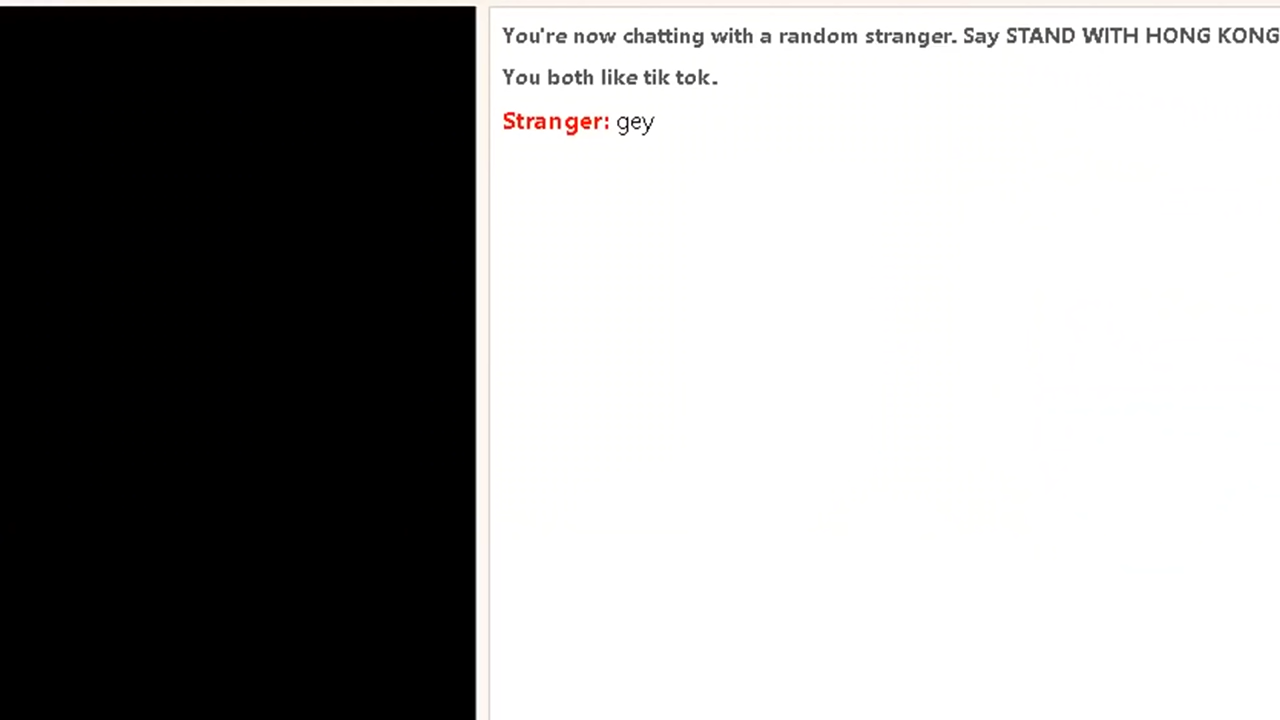 You're now chatting with a random stranger. Say STAND WITH HONG KONG
You both like tik tok.
Stranger: gey